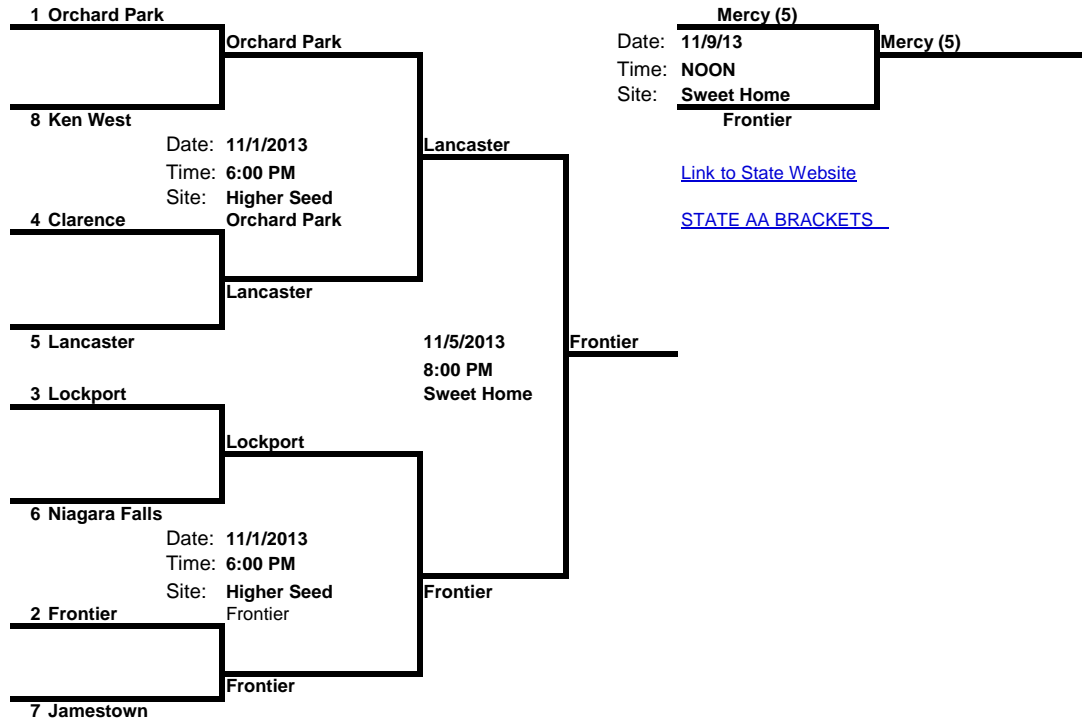 1 Orchard Park
Orchard Park
8 Ken West
Date: 11/1/2013
Time: 6:00 PM
Site: Higher Seed
Orchard Park
4 Clarence
Lancaster
5 Lancaster
Lancaster
3 Lockport
Lockport
6 Niagara Falls
Date: 11/1/2013
Time: 6:00 PM
Site: Higher Seed
Frontier
2 Frontier
Frontier
7 Jamestown
Frontier
11/5/2013
8:00 PM
Sweet Home
Frontier
Mercy (5)
Date: 11/9/13
Time: NOON
Site: Sweet Home
Frontier
Mercy (5)
Link to State Website
STATE AA BRACKETS